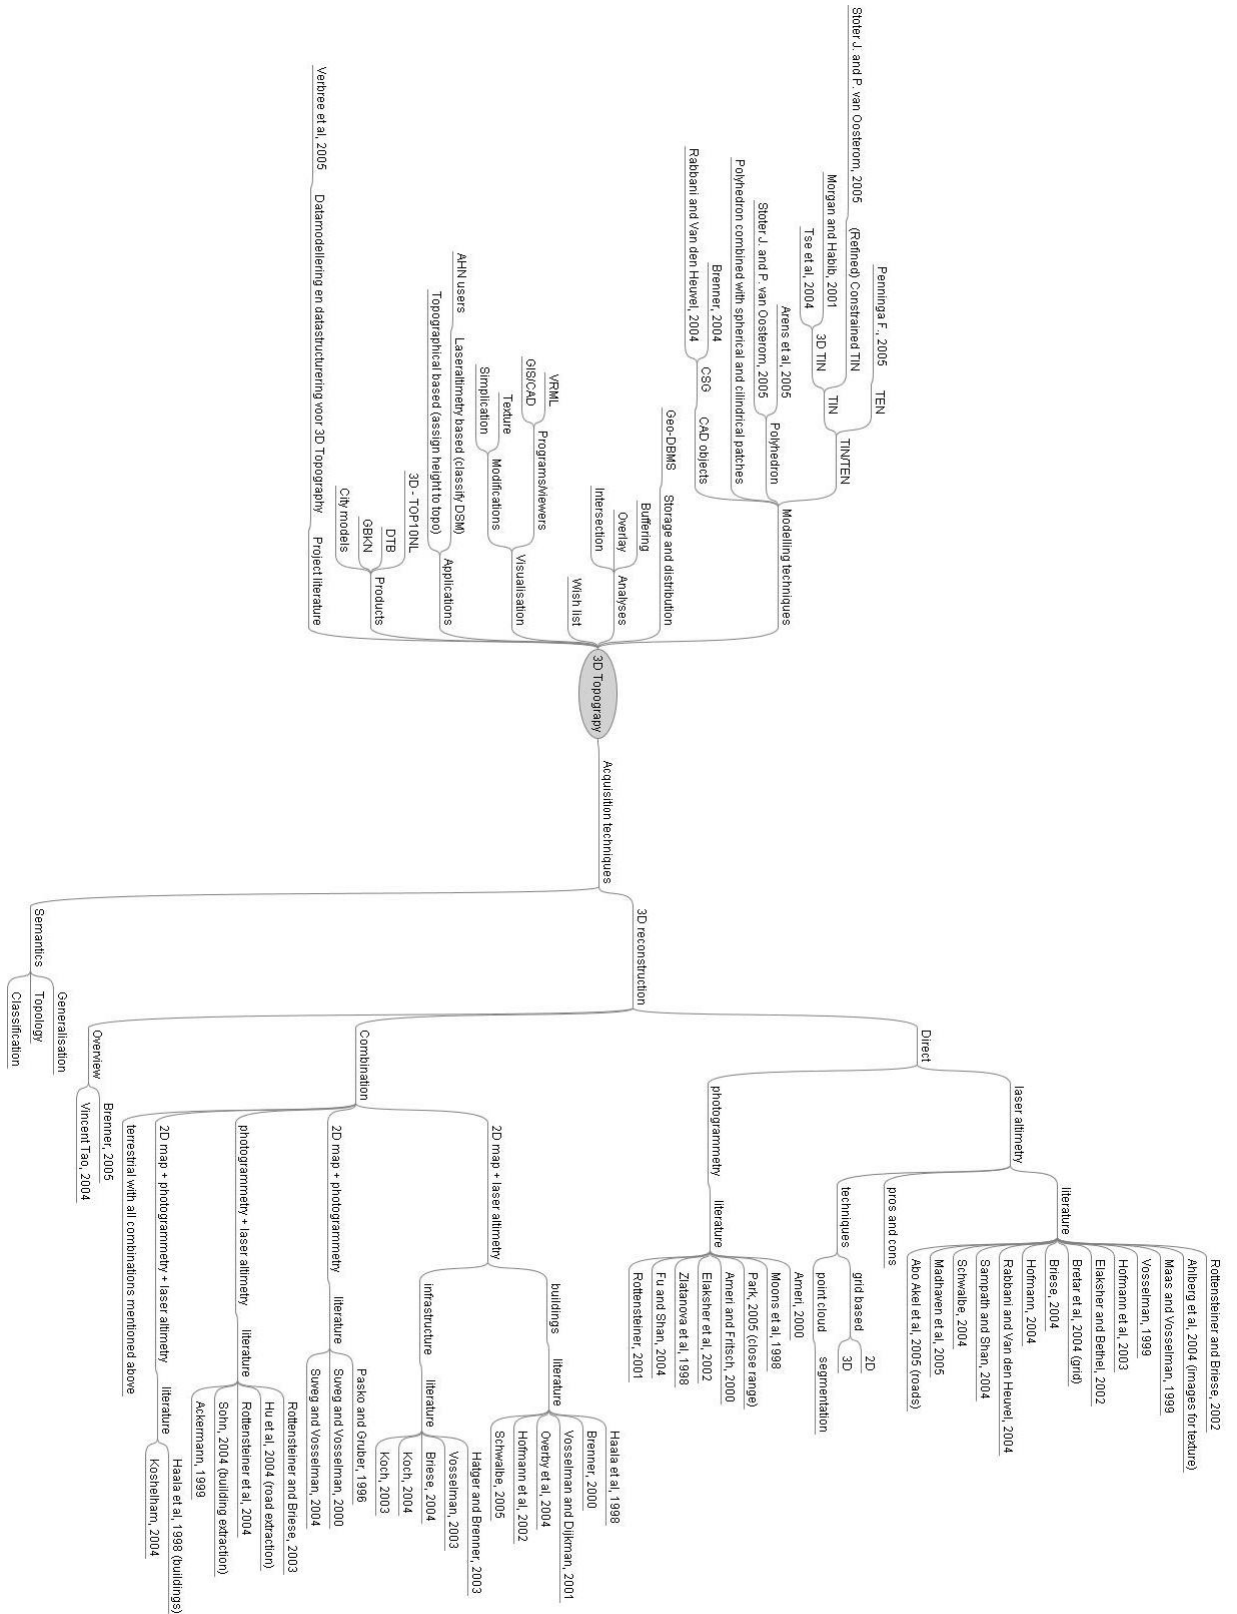 3D Topograpy
Modelling techniques
TIN/TEN
TEN
Penninga F., 2005
TIN
(Refined) Constrained TIN
Stoter J. and P. van Oosterom, 2005
3D TIN
Morgan and Habib, 2001
Tse et al, 2004
Polyhedron
Arens et al, 2005
Stoter J. and P. van Oosterom, 2005
Polyhedron combined with spherical and cilindrical patches
CAD objects
CSG
Brenner, 2004
Rabbani and Van den Heuvel, 2004
Storage and distribution
Geo-DBMS
Analyses
Buffering
Overlay
Intersection
Wish list
Visualisation
Programs/viewers
VRML
GIS/CAD
Modifications
Texture
Simplication
Applications
Laseraltimetry based (classify DSM)
AHN users
Topographical based (assign height to topo)
Products
3D - TOP10NL
DTB
GBKN
City models
Project literature
Datamodellering en datastructurering voor 3D Topography
Verbree et al, 2005
Acquisition techniques
3D reconstruction
Direct
laser altimetry
literature
Rottensteiner and Briese, 2002
Ahlberg et al, 2004 (images for texture)
Maas and Vosselman, 1999
Vosselman, 1999
Hofmann et al, 2003
Elaksher and Bethel, 2002
Bretar et al, 2004 (grid)
Briese, 2004
Hofmann, 2004
Rabbani and Van den Heuvel, 2004
Sampath and Shan, 2004
Schwalbe, 2004
Madhaven et al, 2005
Abo Akel et al, 2005 (roads)
pros and cons
techniques
grid based
2D
3D
point cloud
segmentation
photogrammetry
literature
Ameri, 2000
Moons et al, 1998
Park, 2005 (close range)
Ameri and Fritsch, 2000
Elaksher et al, 2002
Zlatanova et al, 1998
Fu and Shan, 2004
Rottensteiner, 2001
Combination
2D map + laser altimetry
buildings
literature
Haala et al, 1998
Brenner, 2000
Vosselman and Dijkman, 2001
Overby et al, 2004
Hofmann et al, 2002
Schwalbe, 2005
infrastructure
literature
Hatger and Brenner, 2003
Vosselman, 2003
Briese, 2004
Koch, 2004
Koch, 2003
2D map + photogrammetry
literature
Pasko and Gruber, 1996
Suveg and Vosselman, 2000
Suveg and Vosselman, 2004
photogrammetry + laser altimetry
literature
Rottensteiner and Briese, 2003
Hu et al, 2004 (road extraction)
Rottensteiner et al, 2004
Sohn, 2004 (building extraction)
Ackermann, 1999
2D map + photogrammetry + laser altimetry
literature
Haala et al, 1998 (buildings)
Koshelham, 2004
terrestrial with all combinations mentioned above
Overview
Brenner, 2005
Vincent Tao, 2004
Semantics
Generalisation
Topology
Classification